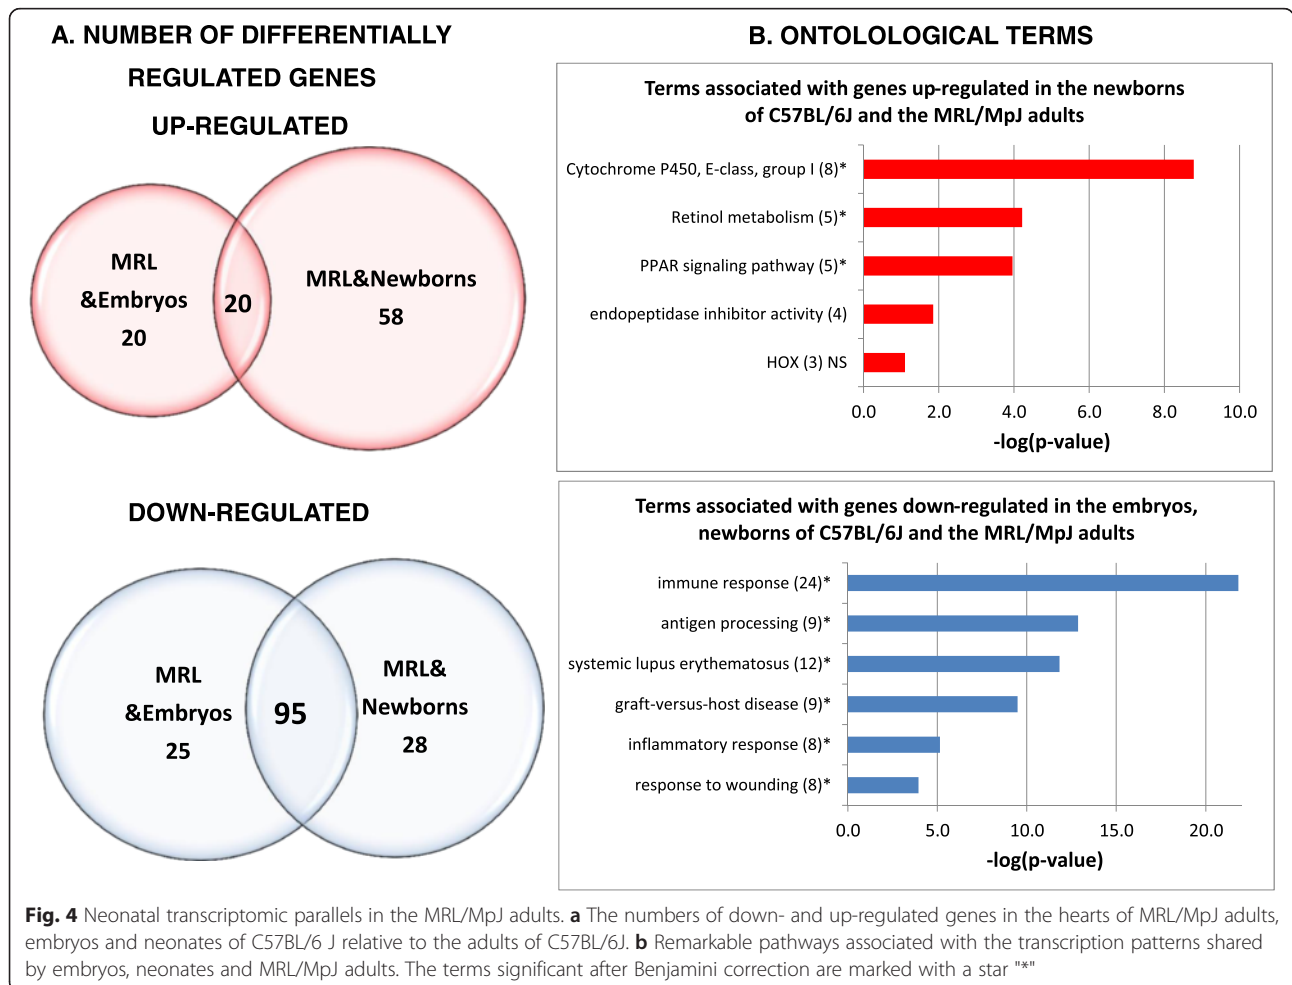 A. NUMBER OF DIFFERENTIALLY
REGULATED GENES
UP-REGULATED
MRL
&Embryos
20
20
MRL&Newborns
58
DOWN-REGULATED
MRL
&Embryos
25
95
MRL&
Newborns
28
B. ONTOLOLOGICAL TERMS
Terms associated with genes up-regulated in the newborns
of C57BL/6J and the MRL/MpJ adults
Cytochrome P450, E-class, group I (8)*
Retinol metabolism (5)*
PPAR signaling pathway (5)*
endopeptidase inhibitor activity (4)
HOX (3) NS
0.0 2.0 4.0 6.0 8.0 10.0
-log(p-value)
Terms associated with genes down-regulated in the embryos,
newborns of C57BL/6J and the MRL/MpJ adults
immune response (24)*
antigen processing (9)*
systemic lupus erythematosus (12)*
graft-versus-host disease (9)*
inflammatory response (8)*
response to wounding (8)*
0.0 5.0 10.0 15.0 20.0
-log(p-value)
Fig. 4 Neonatal transcriptomic parallels in the MRL/MpJ adults. a The numbers of down- and up-regulated genes in the hearts of MRL/MpJ adults,
embryos and neonates of C57BL/6 J relative to the adults of C57BL/6J. b Remarkable pathways associated with the transcription patterns shared
by embryos, neonates and MRL/MpJ adults. The terms significant after Benjamini correction are marked with a star "*"